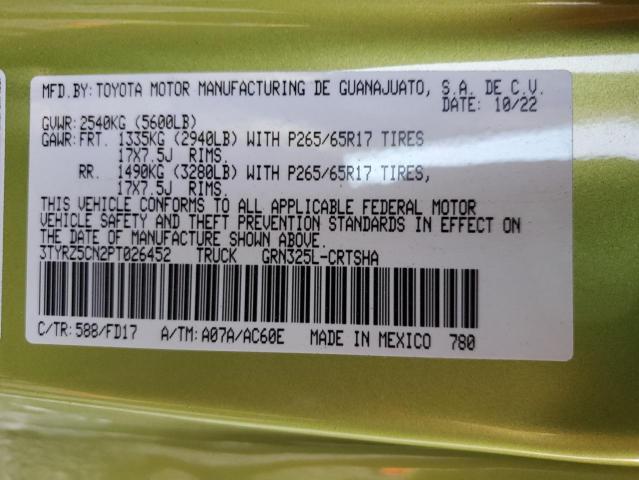 MFD.BY:TOYOTA MOTOR MANUFACTURING DE GUANAJUATO, S.A. DE C.V.
DATE: 10/22
GVWR:2540KG (5600LB)
GAWR:FRT. 1335KG (2940LB) WITH P265/65R17 TIRES
17X7.5J RIMS.
RR. 1490KG (3280LB) WITH P265/65R17 TIRES,
17X7.5J RIMS.
THIS VEHICLE CONFORMS TO ALL APPLICABLE FEDERAL MOTOR
VEHICLE SAFETY AND THEFT PREVENTION STANDARDS IN EFFECT ON
THE DATE OF MANUFACTURE SHOWN ABOVE.
3TYRZ5CN2PT026452 TRUCK GRN325L-CRTSHA
C/TR:588/FD17 A/TM:A07A/AC60E MADE IN MEXICO 780